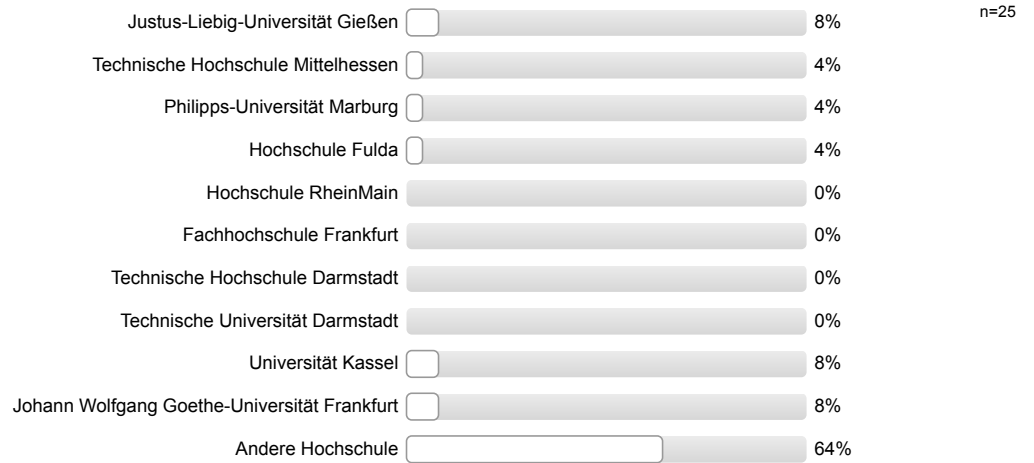 n=25
Justus-Liebig-Universität Gießen 8%
Technische Hochschule Mittelhessen 4%
Philipps-Universität Marburg 4%
Hochschule Fulda 4%
Hochschule RheinMain 0%
Fachhochschule Frankfurt 0%
Technische Hochschule Darmstadt 0%
Technische Universität Darmstadt 0%
Universität Kassel 8%
Johann Wolfgang Goethe-Universität Frankfurt 8%
Andere Hochschule 64%